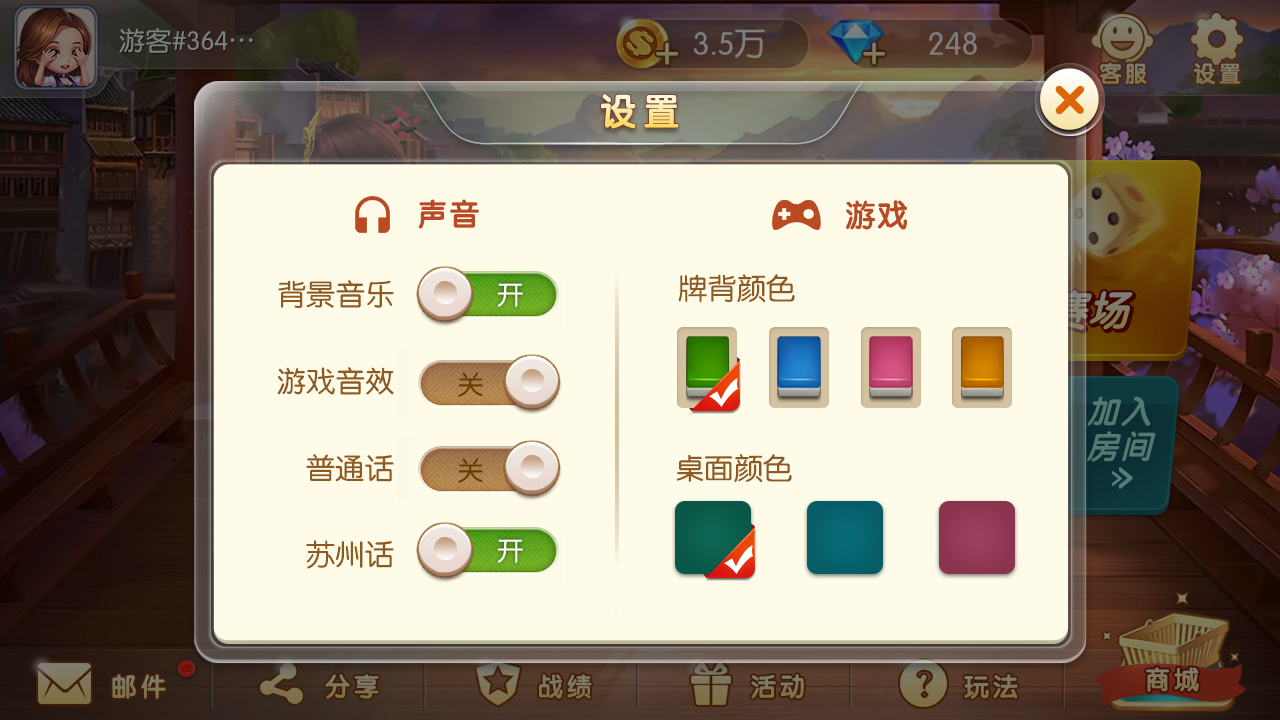 游客#364…
3.5万
248
客服
设置
设置
声音
游戏
背景音乐
开
牌背颜色
游戏音效
关
普通话
关
桌面颜色
苏州话
开
赛场
加入
房间
邮件
分享
战绩
活动
玩法
商城